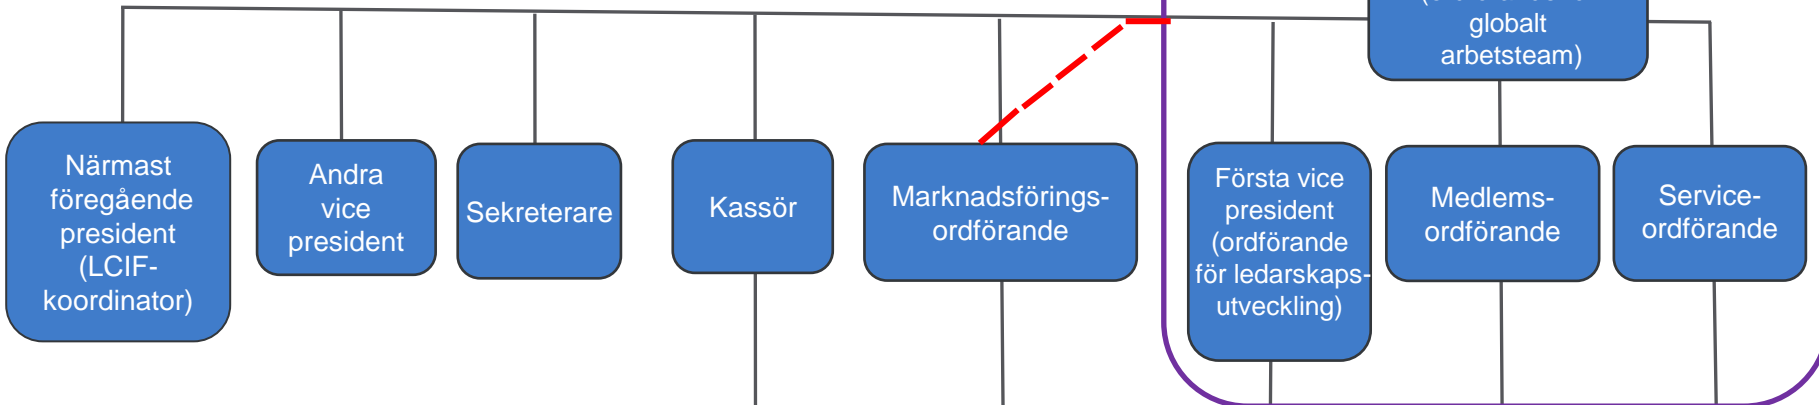 globalt
arbetsteam)
Närmast
föregående
president
(LCIF-
koordinator)
Andra
vice
president
Sekreterare
Kassör
Marknadsförings-
ordförande
Första vice
president
(ordförande
för ledarskaps-
utveckling)
Medlems-
ordförande
Service-
ordförande